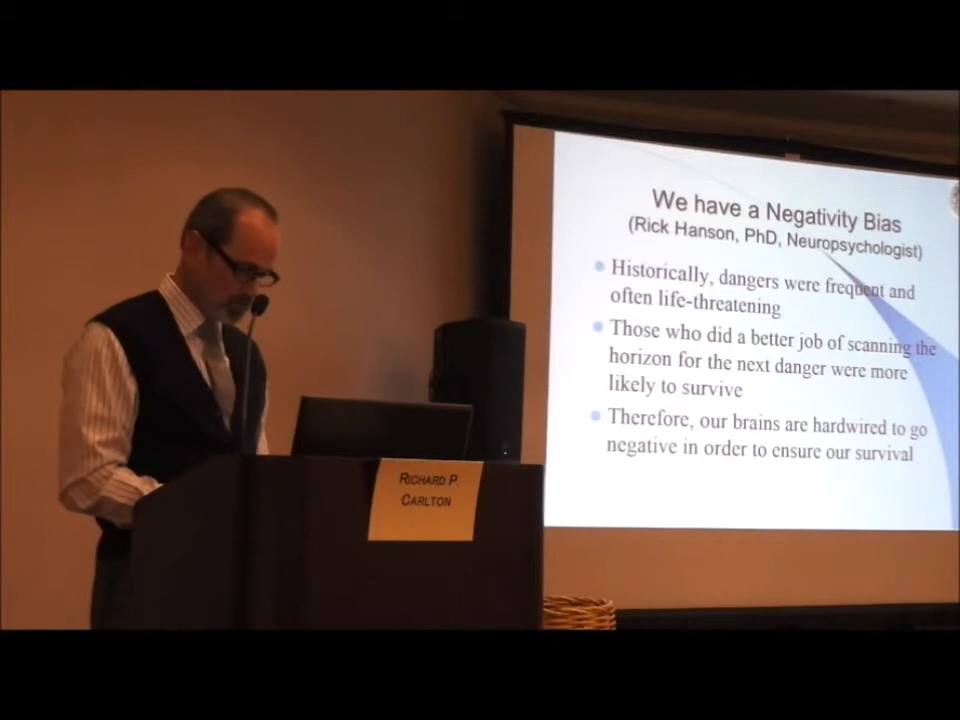 We have a Negativity Bias
(Rick Hanson, PhD, Neuropsychologist)
Historically, dangers were frequent and
often life-threatening
Those who did a better job of scanning the
horizon for the next danger were more
likely to survive
Therefore, our brains are hardwired to go
negative in order to ensure our survival
RICHARD P.
CARLTON